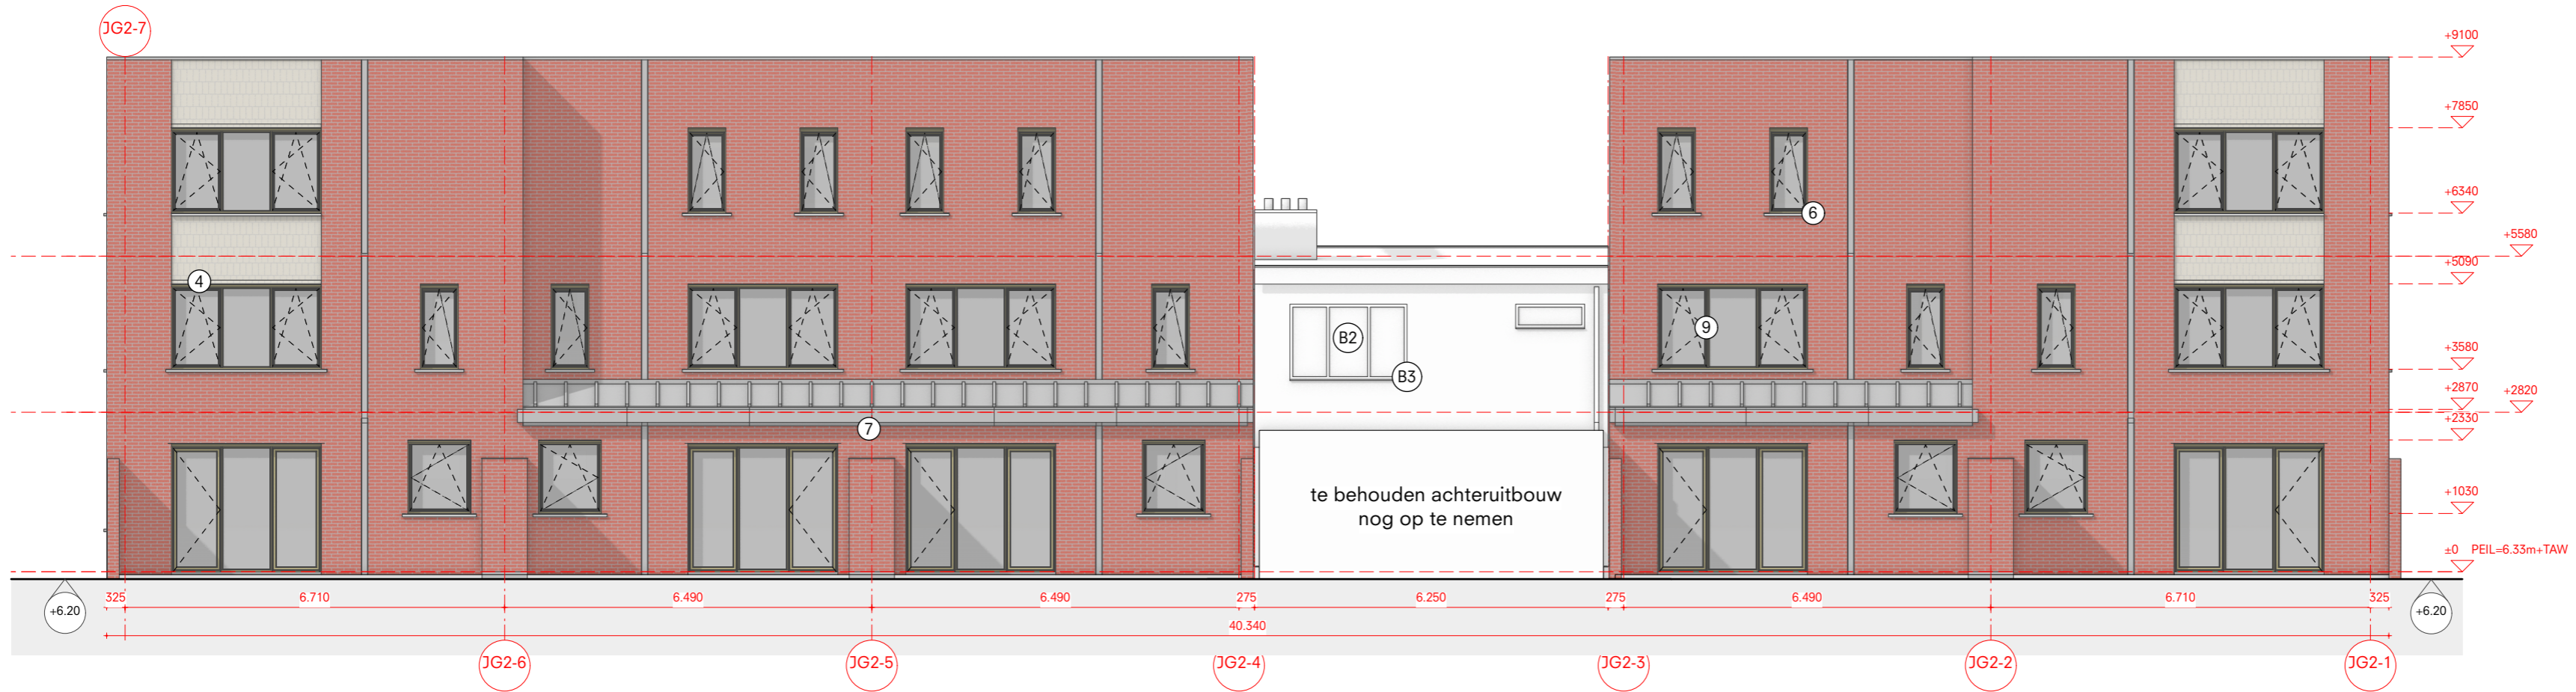 JG2-7
+9100
+7850
+6340
+5580
+5090
+3580
+2870
+2820
+2330
+1030
±0 PEIL=6.33m+TAW
4
6
9
B2
B3
7
te behouden achteruitbouw
nog op te nemen
+6.20
+6.20
325 6.710 6.490 6.490 275 6.250 275 6.490 6.710 325
40.340
JG2-6 JG2-5 JG2-4 JG2-3 JG2-2 JG2-1